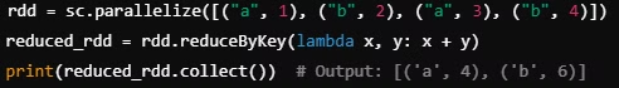 rdd = sc.parallelize([("a", 1), ("b", 2), ("a", 3), ("b", 4)])
reduced_rdd = rdd.reduceByKey(lambda x, y: x + y)
print(reduced_rdd.collect())  # Output: [('a', 4), ('b', 6)]